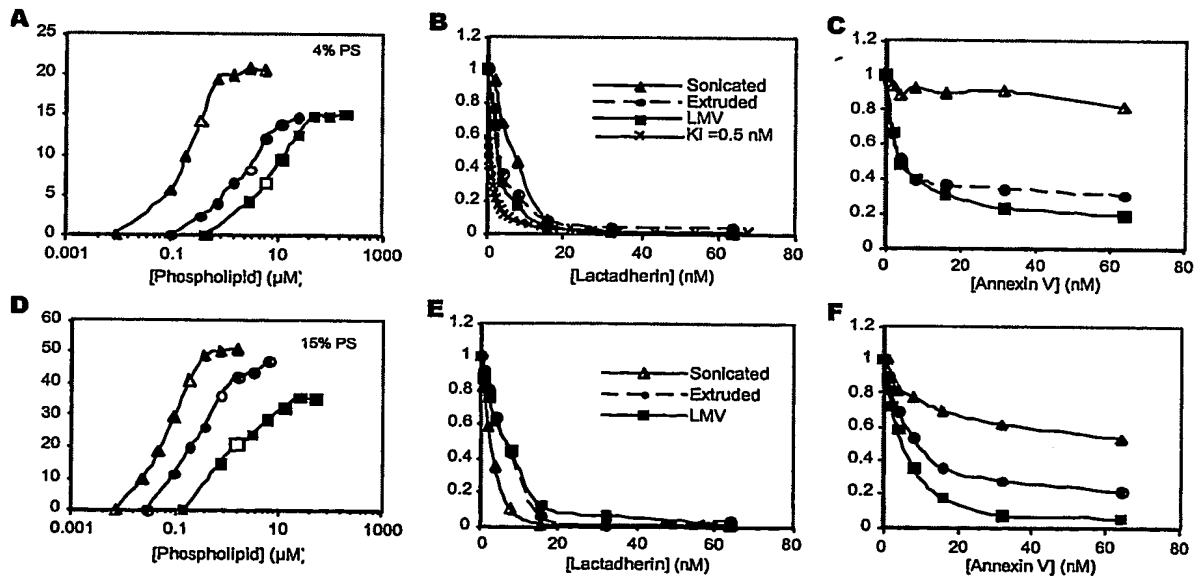 A
25
20
15
10
5
0
4% PS
0.001 0.1 10 1000
[Phospholipid] (µM;
B
1.2
1
0.8
0.6
0.4
0.2
0
Sonicated
Extruded
LMV
KI =0.5 nM
0 20 40 60 80
[Lactadherin] (nM)
C
1.2
1
0.8
0.6
0.4
0.2
0
0 20 40 60 80
[Annexin V] (nM)
D
60
50
40
30
20
10
0
15% PS
0.001 0.1 10 1000
[Phospholipid] (µM;
E
1.2
1
0.8
0.6
0.4
0.2
0
Sonicated
Extruded
LMV
0 20 40 60 80
[Lactadherin] (nM)
F
1.2
1
0.8
0.6
0.4
0.2
0
0 20 40 60 80
[Annexin V] (nM)